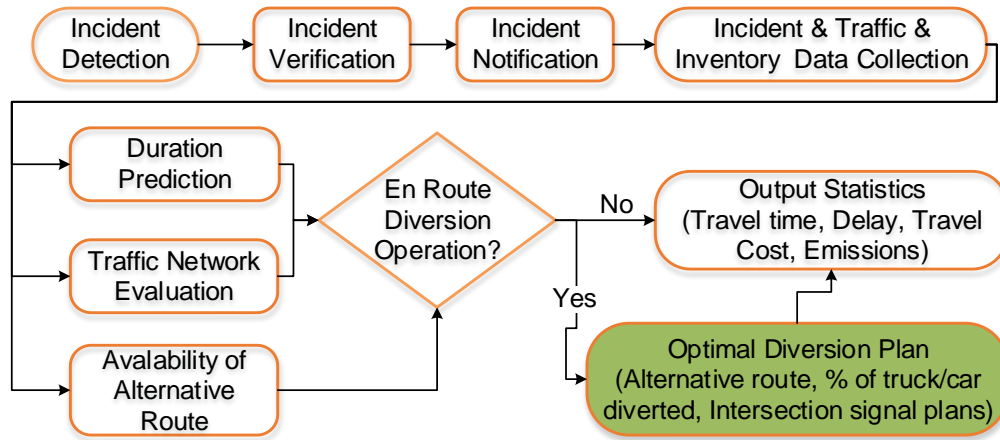 Incident
Detection
Incident
Verification
Incident
Notification
Incident & Traffic &
Inventory Data Collection
Duration
Prediction
Traffic Network
Evaluation
Avalability of
Alternative
Route
En Route
Diversion
Operation?
No
Yes
Output Statistics
(Travel time, Delay, Travel
Cost, Emissions)
Optimal Diversion Plan
(Alternative route, % of truck/car
diverted, Intersection signal plans)